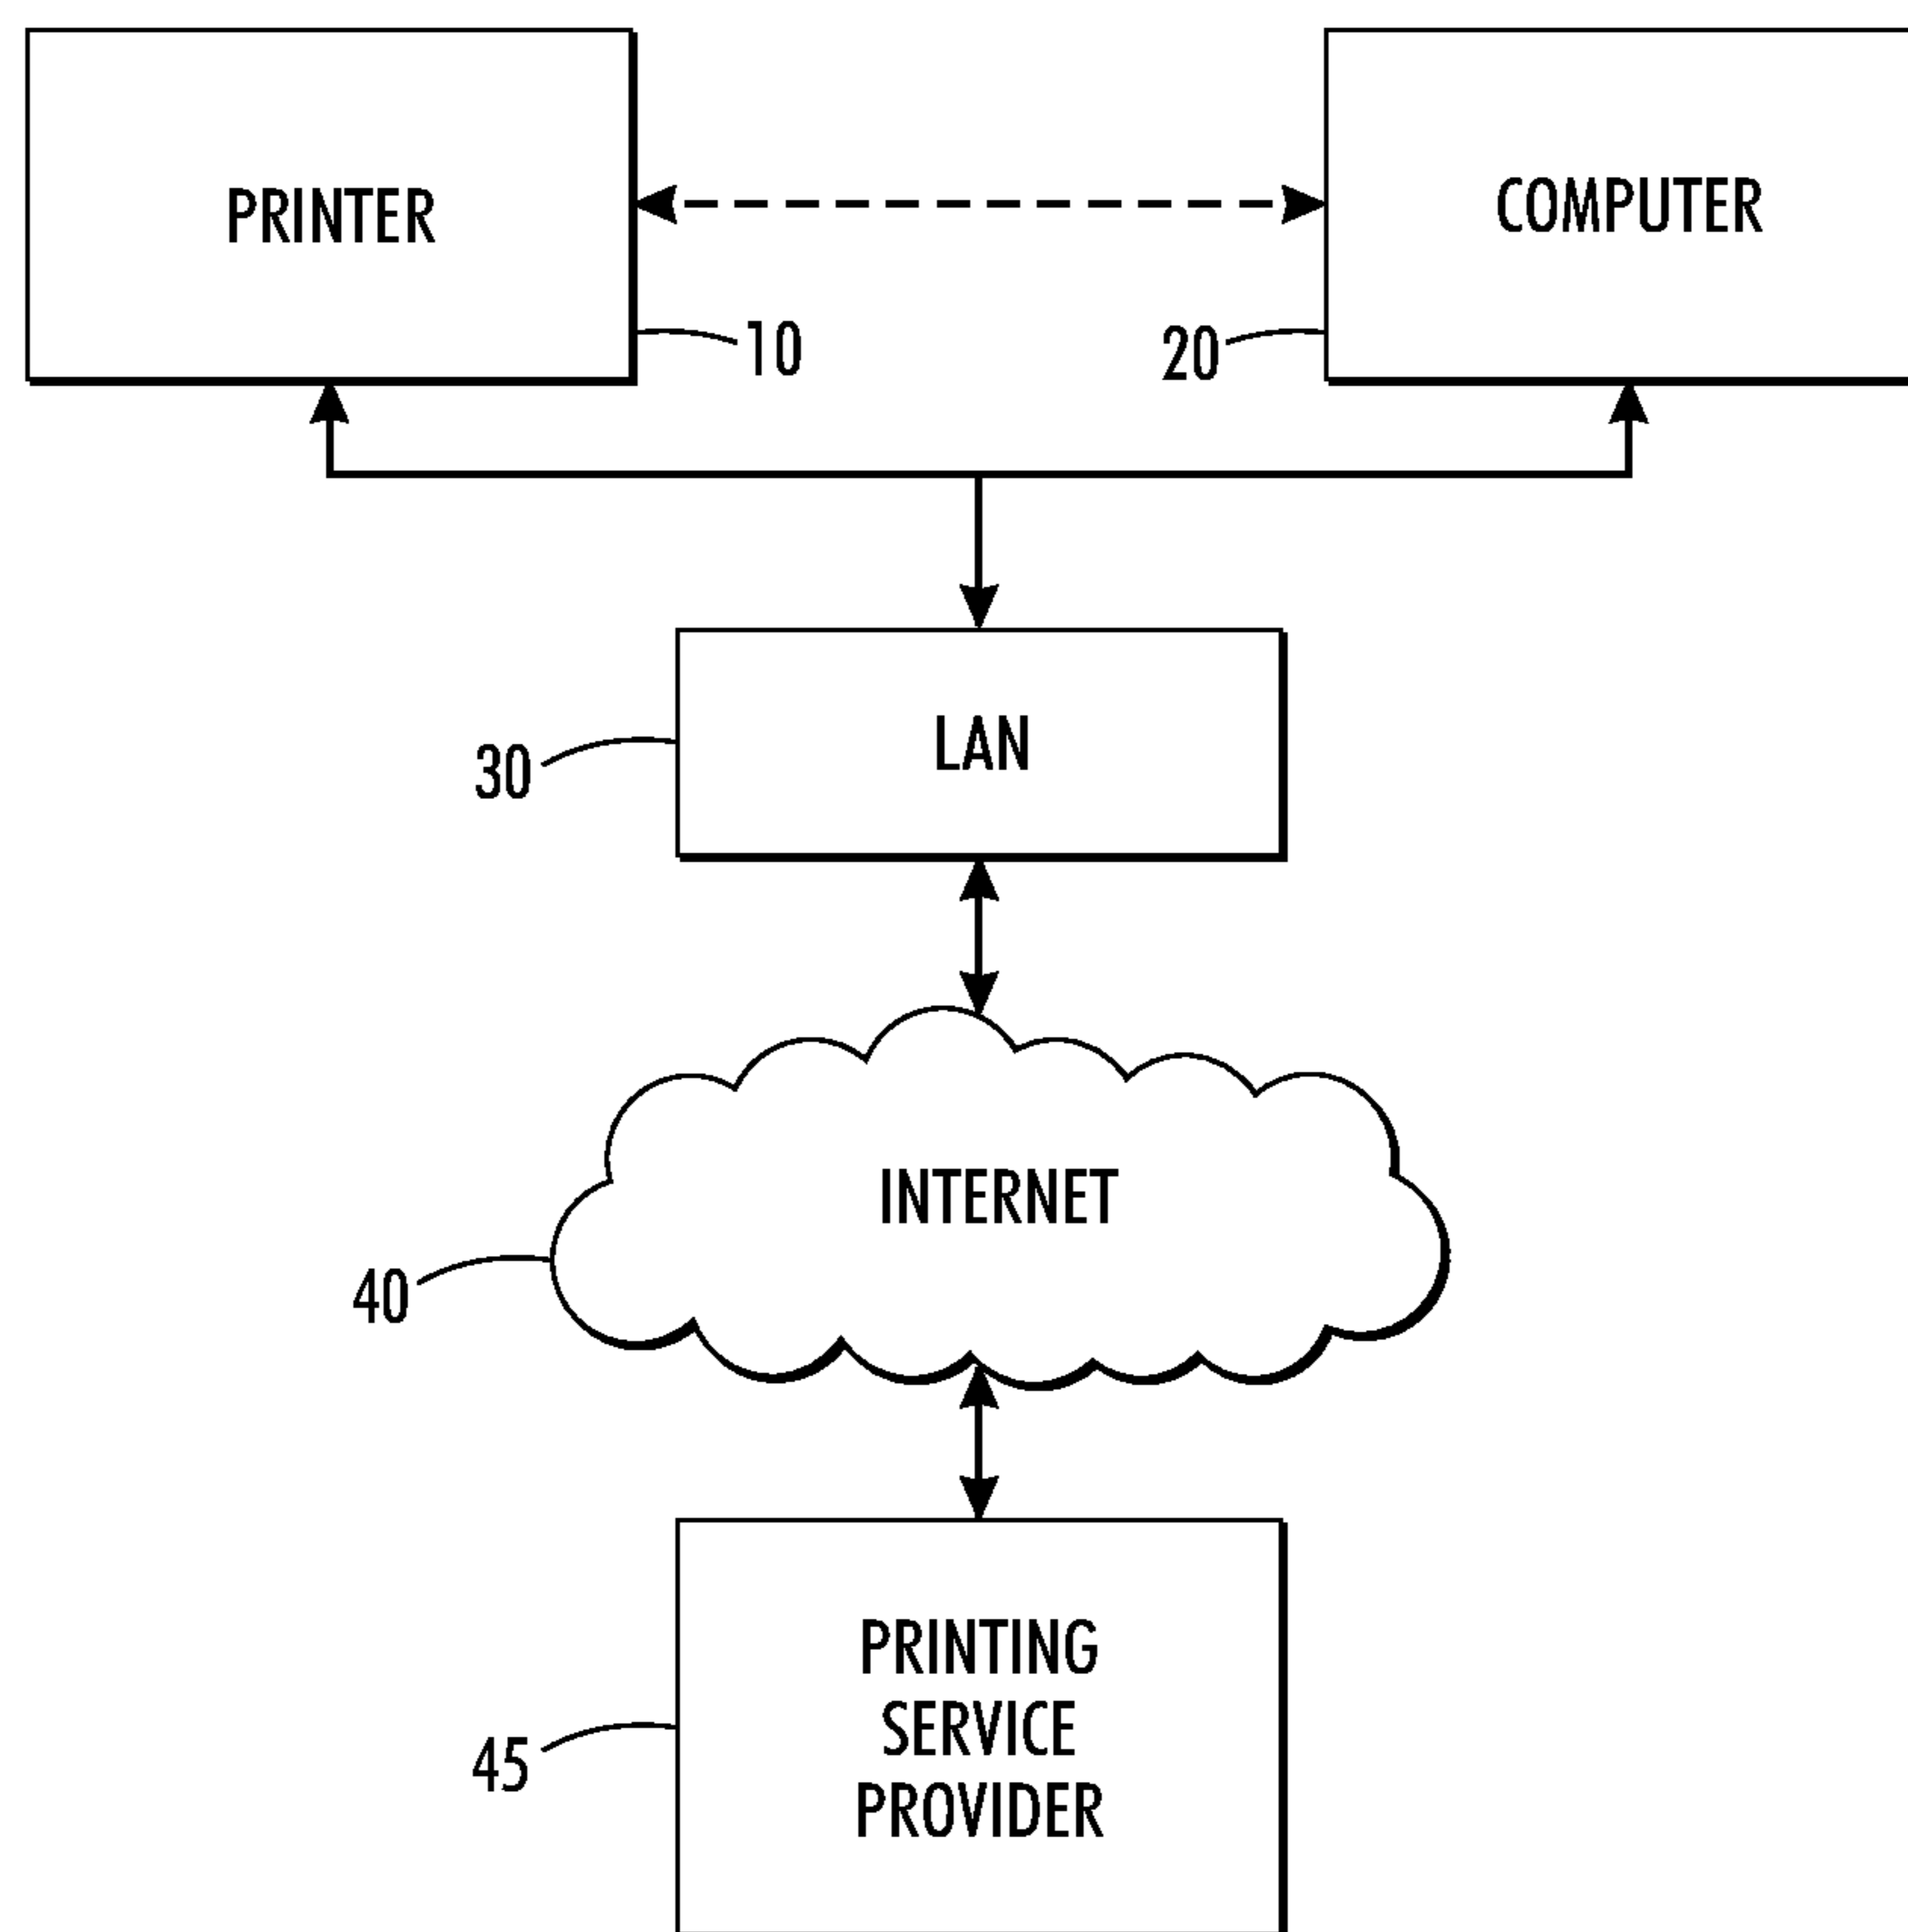 PRINTER
COMPUTER
10
20
LAN
30
INTERNET
40
PRINTING
SERVICE
PROVIDER
45